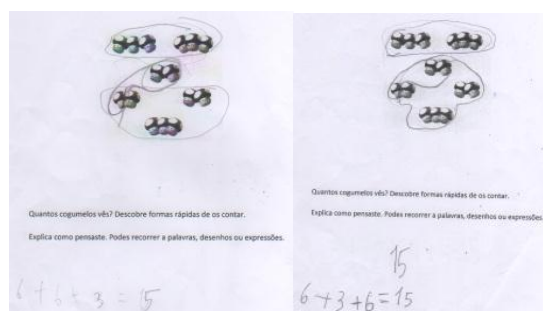 Quantos cogumelos vês? Descobre formas rápidas de os contar.
Explica como pensaste. Podes recorrer a palavras, desenhos ou expressões.
6 + 6 + 3 = 15
Quantos cogumelos vês? Descobre formas rápidas de os contar.
Explica como pensaste. Podes recorrer a palavras, desenhos ou expressões
15
6+3+6=15